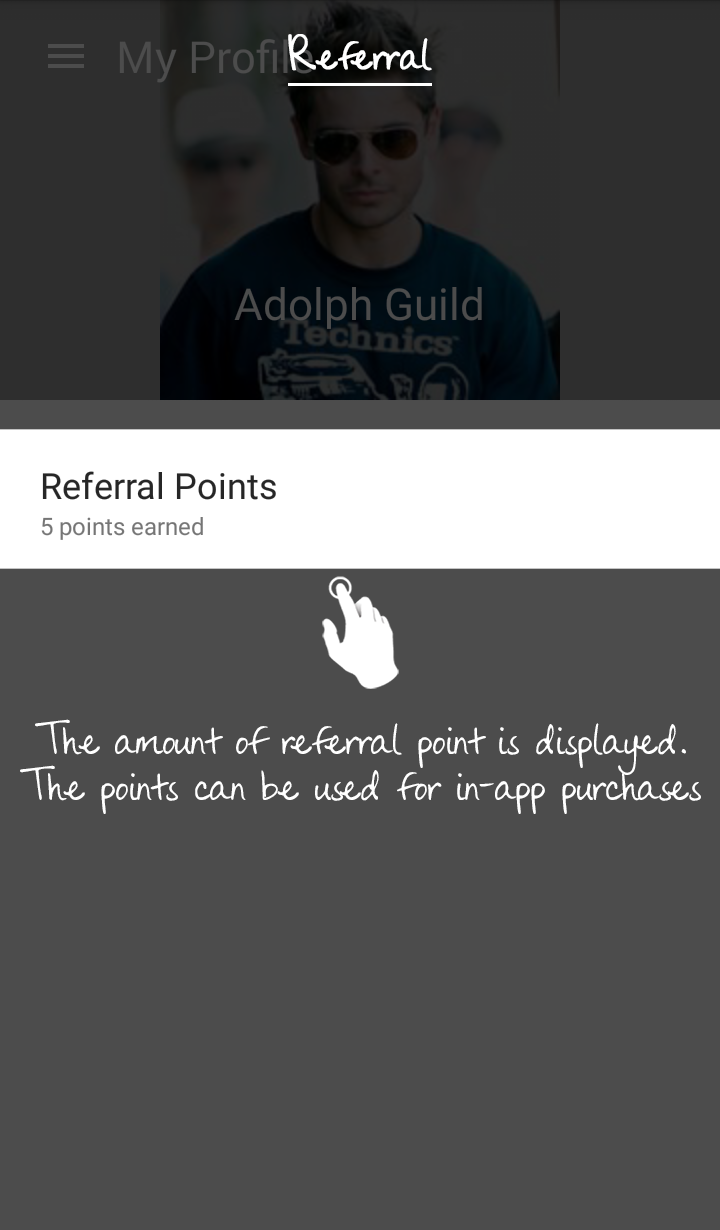 My Profile
Referral
Adolph Guild
Technics
Referral Points
5 points earned
The amount of referral point is displayed.
The points can be used for in-app purchases